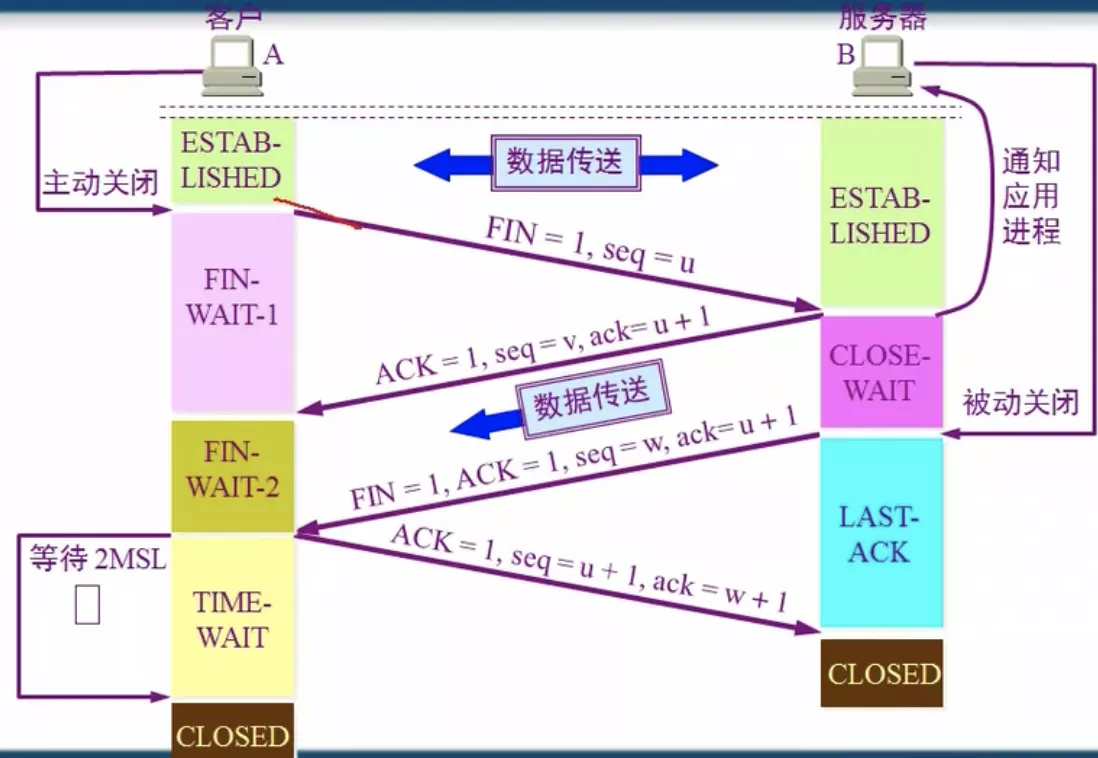 客户
服务器
A
B
ESTAB-
LISHED
数据传送
通知
应用
进程
主动关闭
ESTAB-
LISHED
FIN = 1, seq = u
FIN-
WAIT-1
ACK = 1, seq = v, ack= u + 1
CLOSE-
WAIT
数据传送
被动关闭
FIN-
WAIT-2
FIN = 1, ACK = 1, seq = w, ack= u + 1
LAST-
ACK
ACK = 1, seq = u + 1, ack = w + 1
等待 2MSL
TIME-
WAIT
CLOSED
CLOSED